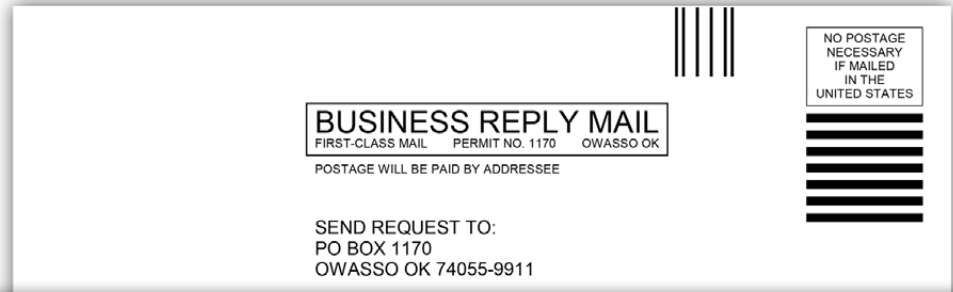 NO POSTAGE
NECESSARY
IF MAILED
IN THE
UNITED STATES
BUSINESS REPLY MAIL
FIRST-CLASS MAIL PERMIT NO. 1170 OWASSO OK
POSTAGE WILL BE PAID BY ADDRESSEE
SEND REQUEST TO:
PO BOX 1170
OWASSO OK 74055-9911